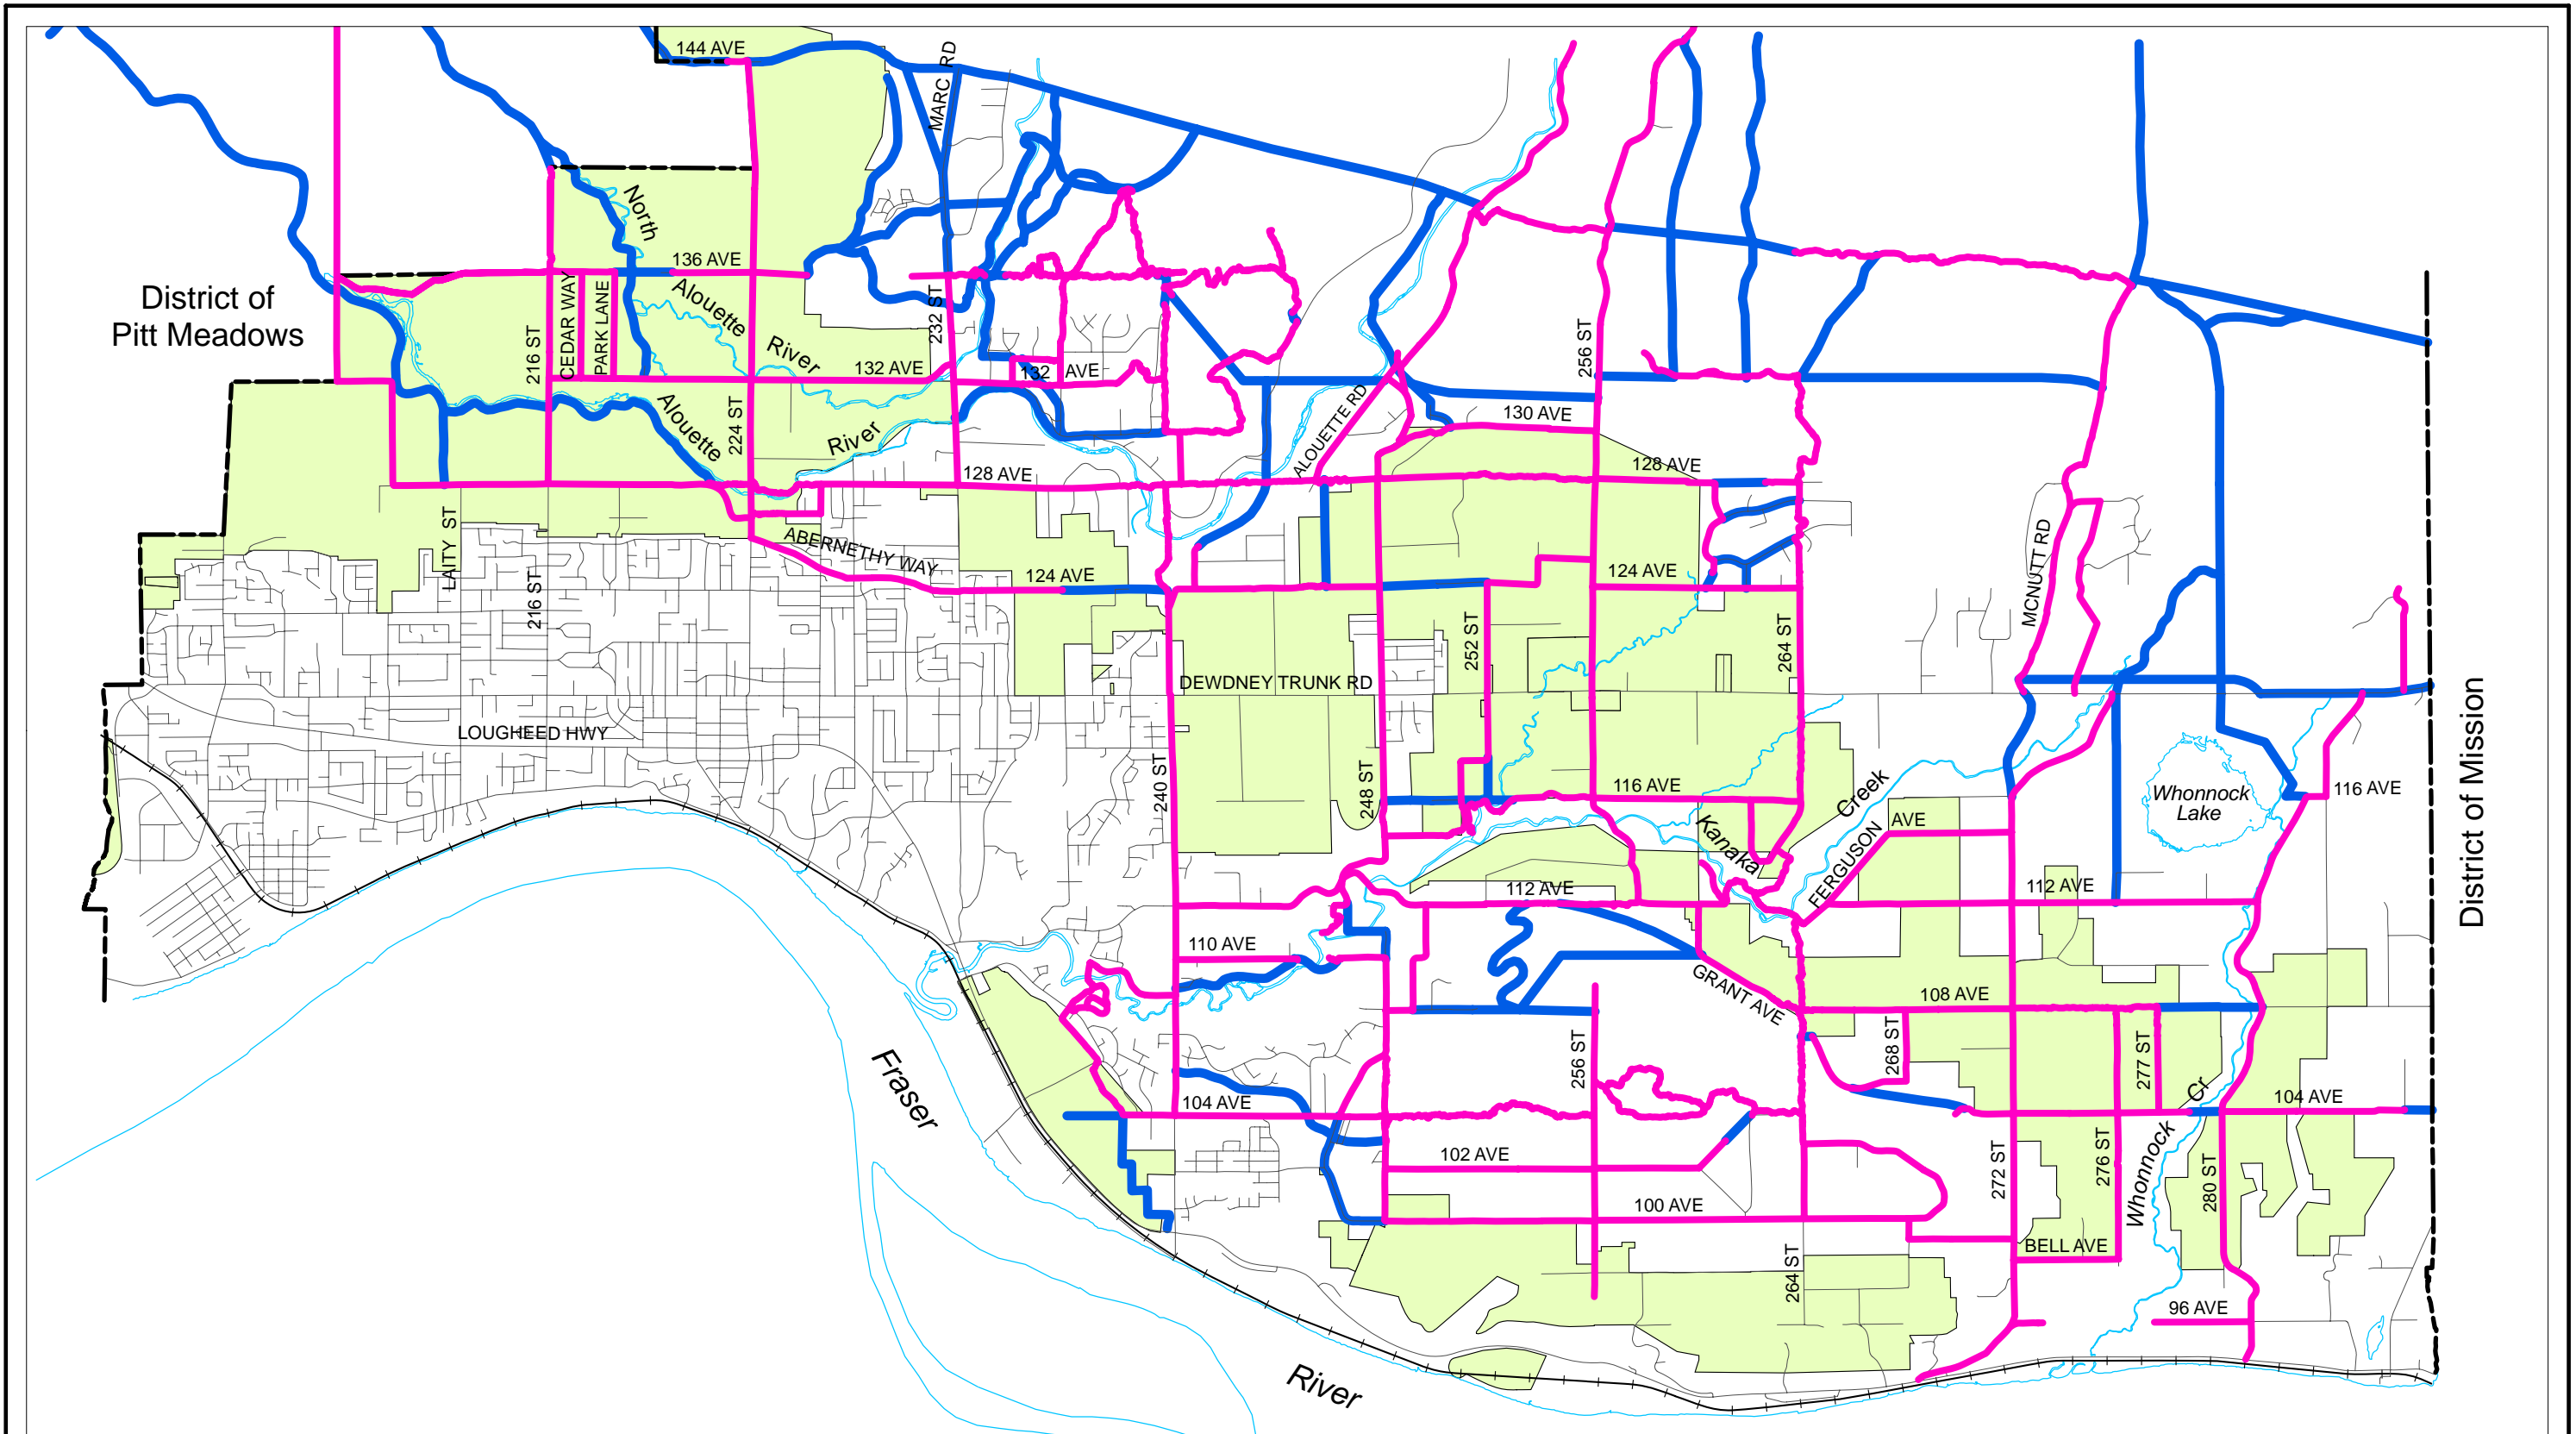 144 AVE
MARC RD
North
136 AVE
District of
Pitt Meadows
CEDAR WAY
PARK LANE
Alouette
River
232 ST
216 ST
132 AVE
132 AVE
256 ST
Alouette
River
224 ST
ALOUETTE RD
130 AVE
128 AVE
128 AVE
LAITY ST
216 ST
ABERNETHY WAY
124 AVE
124 AVE
252 ST
264 ST
MCNUTT RD
DEWDNEY TRUNK RD
LOUGHEED HWY
District of Mission
240 ST
248 ST
116 AVE
116 AVE
Whonnock
Lake
Kanaka
Creek
FERGUSON AVE
112 AVE
112 AVE
110 AVE
GRANT AVE
108 AVE
Fraser
River
256 ST
268 ST
277 ST
104 AVE
104 AVE
102 AVE
Whonnock Cr
272 ST
276 ST
280 ST
100 AVE
BELL AVE
264 ST
96 AVE